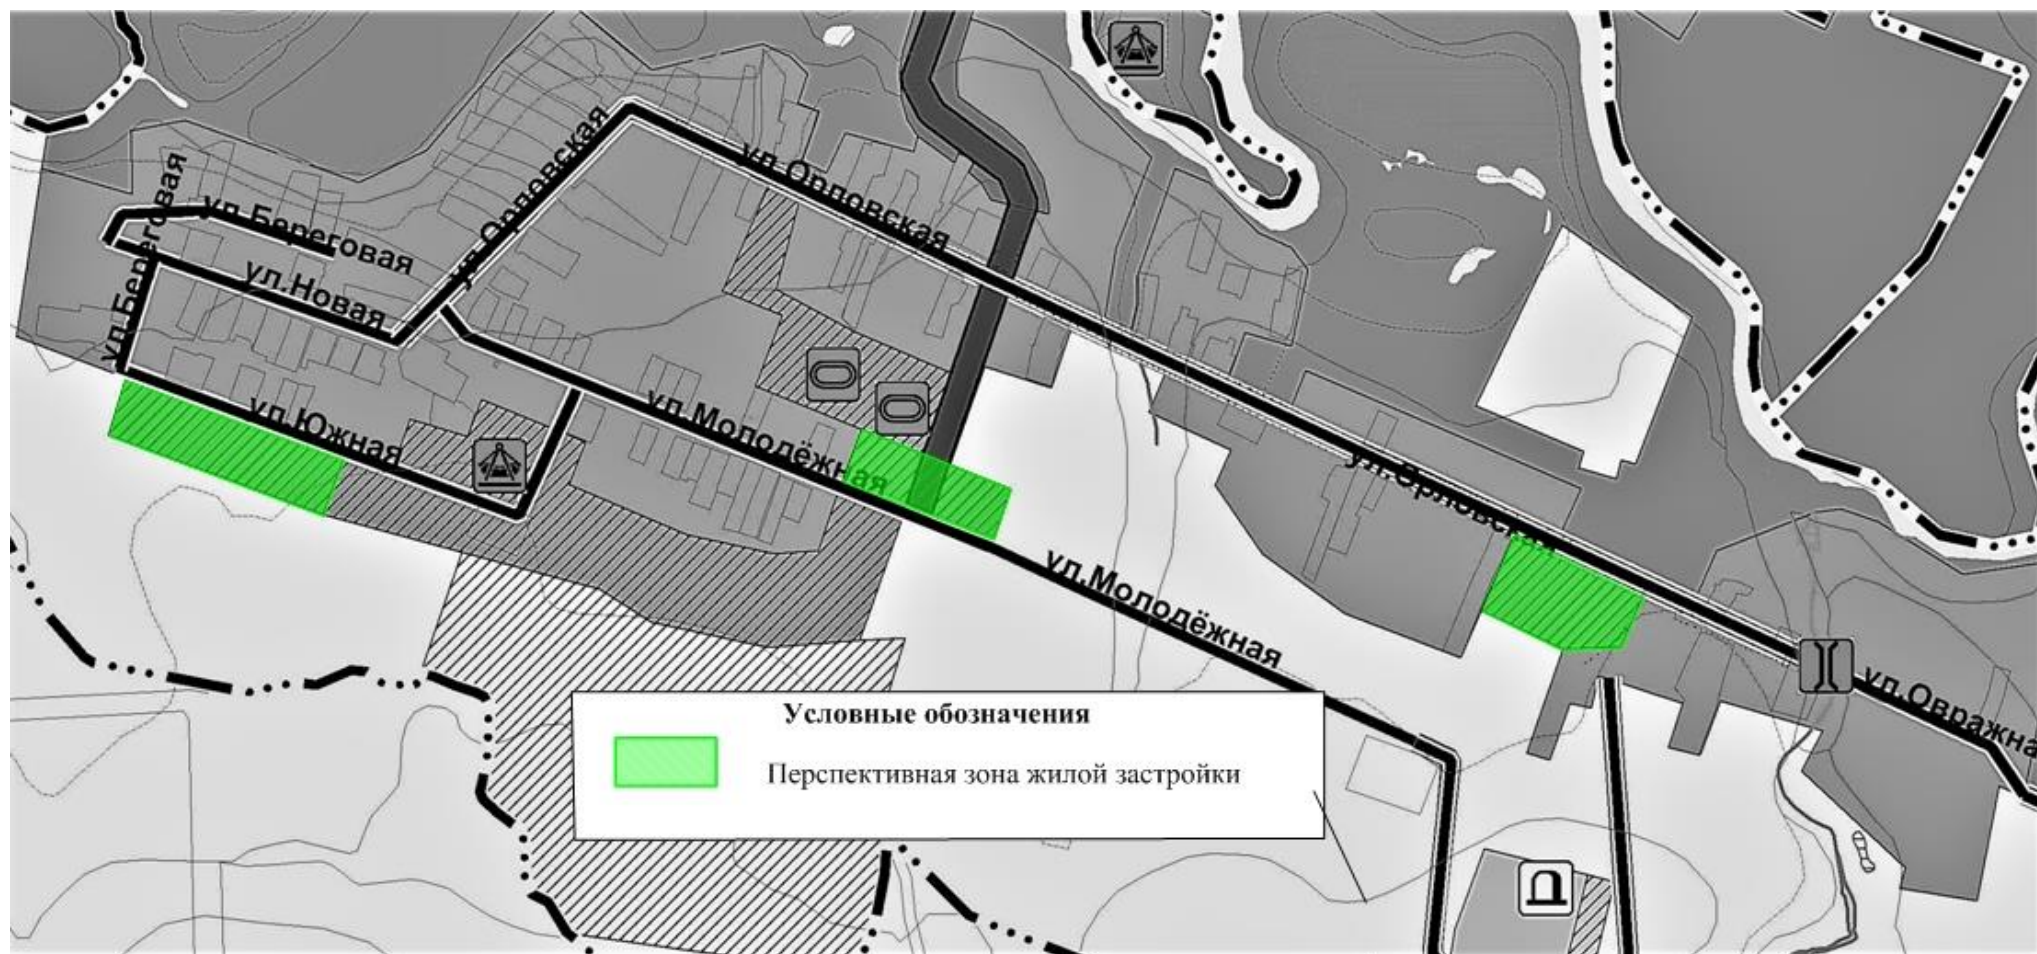 ул.Орловская
ул.Орловская
ул.Береговая
ул.Береговая
ул.Новая
ул.Южная
ул.Молодёжная
ул.Орловская
ул.Молодёжная
ул.Овражна
Условные обозначения
Перспективная зона жилой застройки